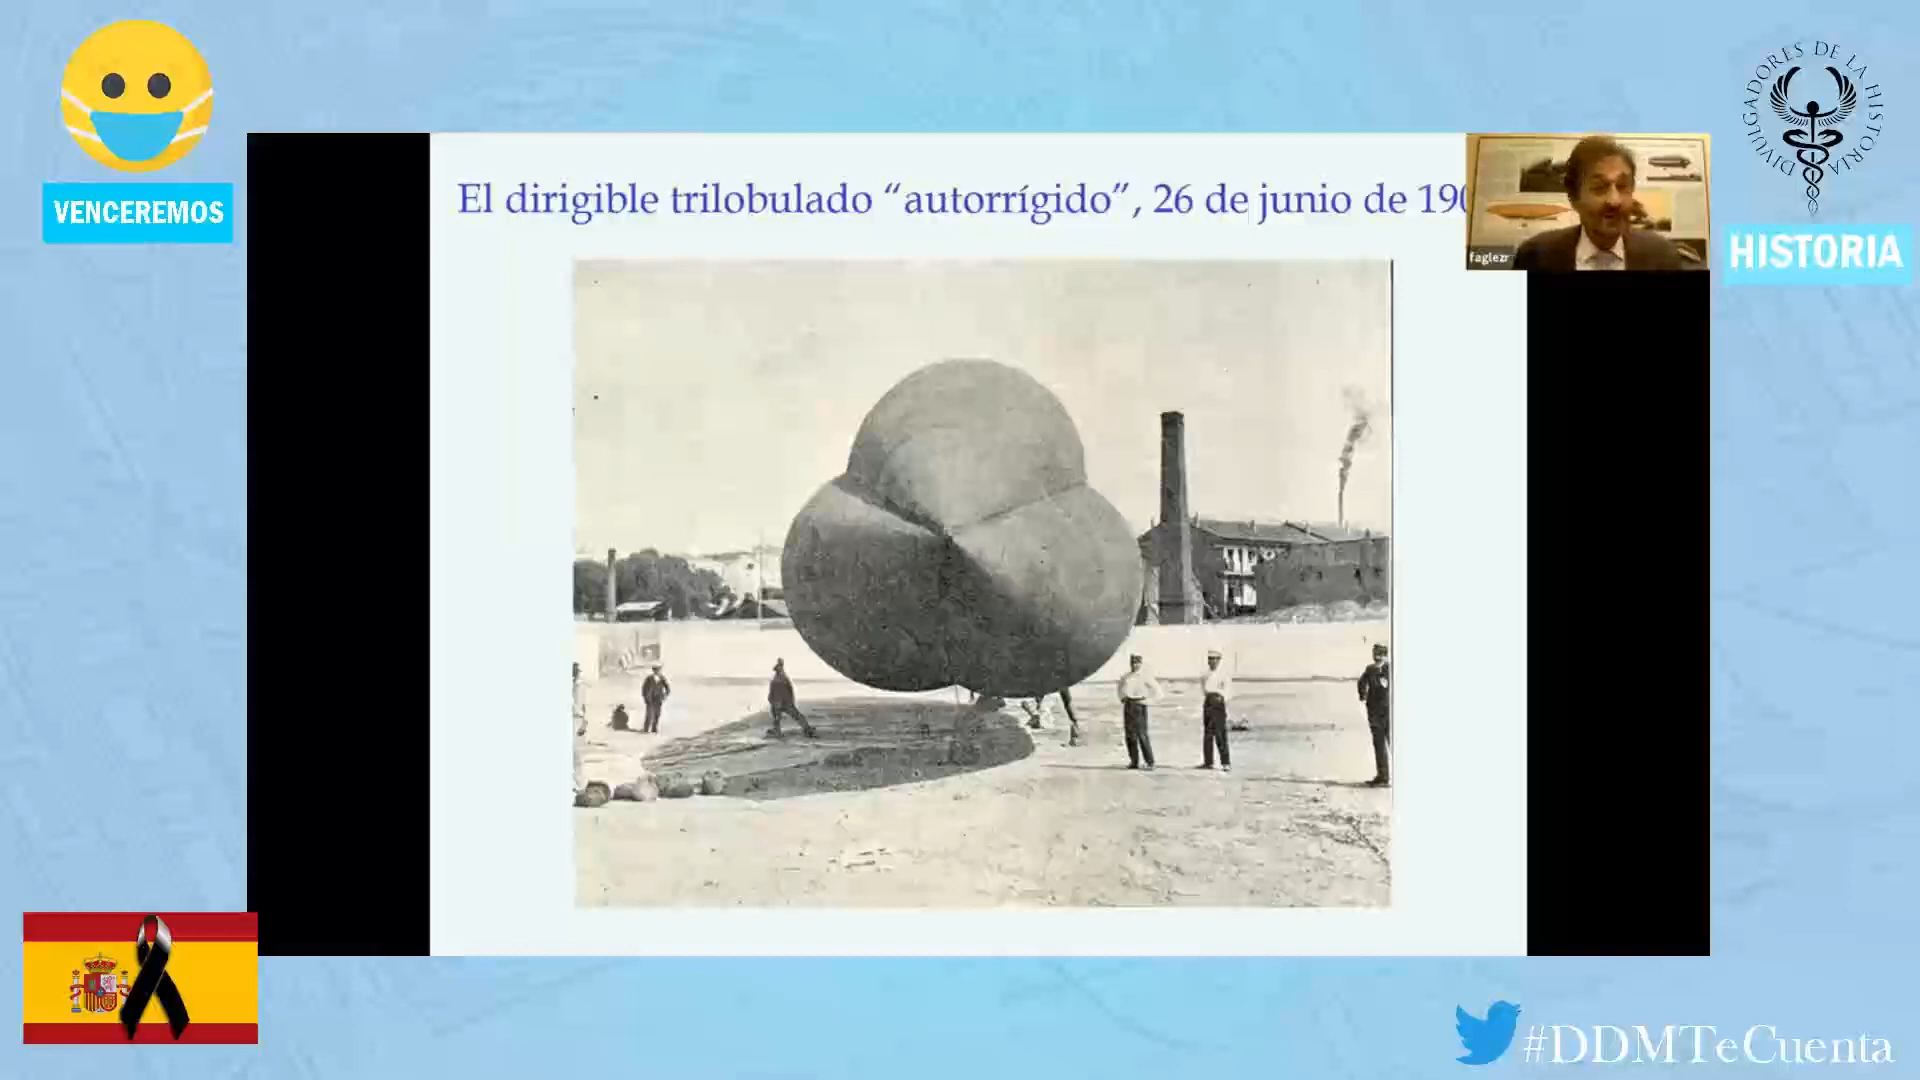 VENCEREMOS
El dirigible trilobulado “autorrígido”, 26 de junio de 190
faglezr
DIVULGADORES DE LA HISTORIA
HISTORIA
#DDMTeCuenta